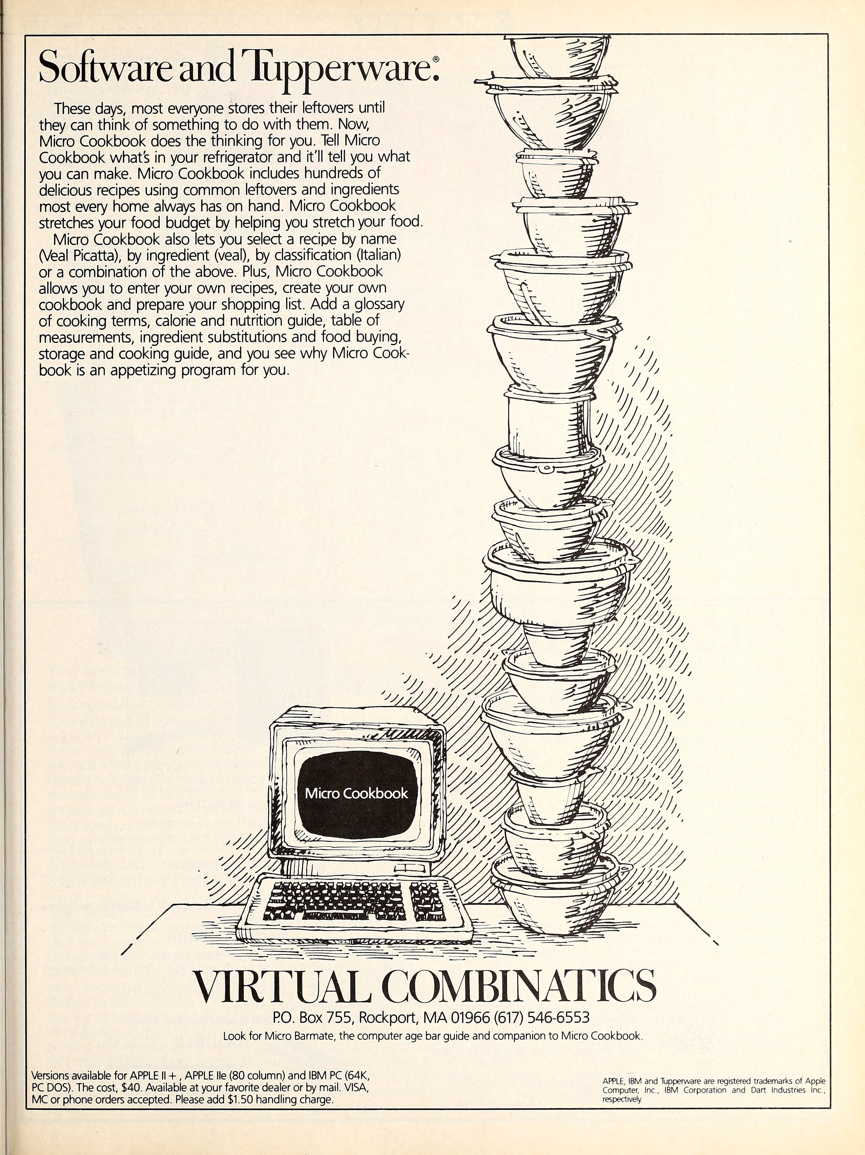 Software and Tupperware.®
These days, most everyone stores their leftovers until
they can think of something to do with them. Now,
Micro Cookbook does the thinking for you. Tell Micro
Cookbook what's in your refrigerator and it'll tell you what
you can make. Micro Cookbook includes hundreds of
delicious recipes using common leftovers and ingredients
most every home always has on hand. Micro Cookbook
stretches your food budget by helping you stretch your food.
Micro Cookbook also lets you select a recipe by name
(Veal Picatta), by ingredient (veal), by classification (Italian)
or a combination of the above. Plus, Micro Cookbook
allows you to enter your own recipes, create your own
cookbook and prepare your shopping list. Add a glossary
of cooking terms, calorie and nutrition guide, table of
measurements, ingredient substitutions and food buying,
storage and cooking guide, and you see why Micro Cook-
book is an appetizing program for you.
Micro Cookbook
VIRTUAL COMBINATICS
P.O. Box 755, Rockport, MA 01966 (617) 546-6553
Look for Micro Barmate, the computer age bar guide and companion to Micro Cookbook.
Versions available for APPLE II +, APPLE IIe (80 column) and IBM PC (64K,
PC DOS). The cost, $40. Available at your favorite dealer or by mail. VISA,
MC or phone orders accepted. Please add $1.50 handling charge.
APPLE, IBM and Tupperware are registered trademarks of Apple
Computer, Inc., IBM Corporation and Dart Industries Inc.,
respectively.